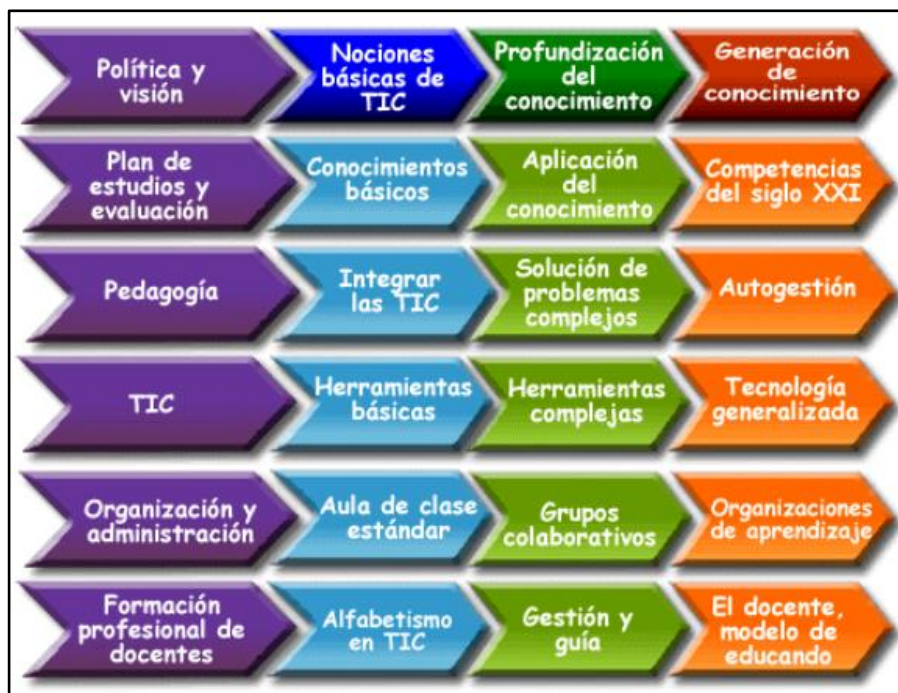 Política y
visión
Nociones
básicas de
TIC
Profundización
del
conocimiento
Generación
de
conocimiento
Plan de
estudios y
evaluación
Conocimientos
básicos
Aplicación
del
conocimiento
Competencias
del siglo XXI
Pedagogía
Integrar
las TIC
Solución de
problemas
complejos
Autogestión
TIC
Herramientas
básicas
Herramientas
complejas
Tecnología
generalizada
Organización y
administración
Aula de clase
estándar
Grupos
colaborativos
Organizaciones
de aprendizaje
Formación
profesional de
docentes
Alfabetismo
en TIC
Gestión y
guía
El docente,
modelo de
educando